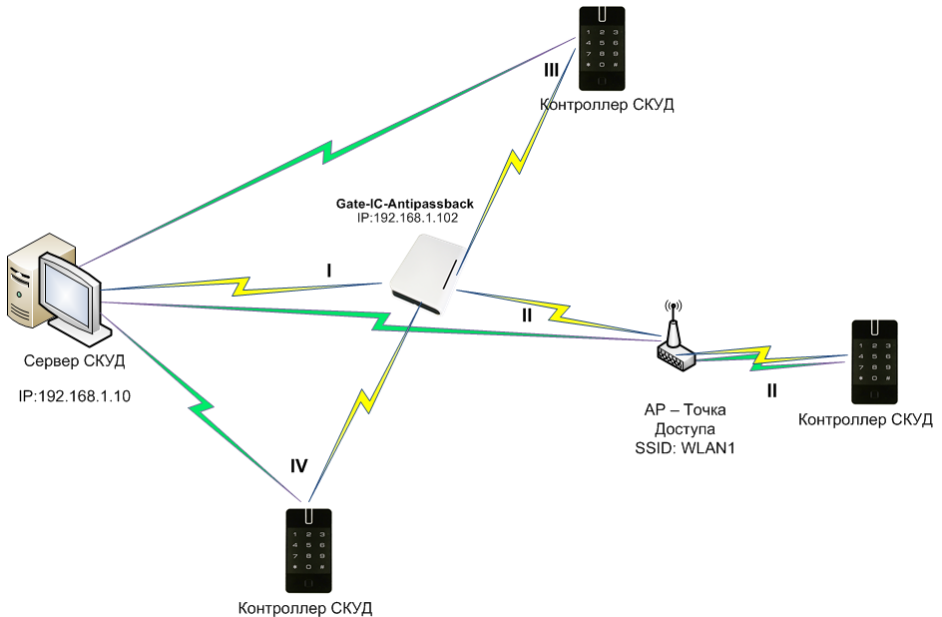 III
Контроллер СКУД
Gate-IC-Antipassback
IP:192.168.1.102
I
II
Сервер СКУД
IP:192.168.1.10
AP – Точка
Доступа
SSID: WLAN1
II
Контроллер СКУД
IV
Контроллер СКУД